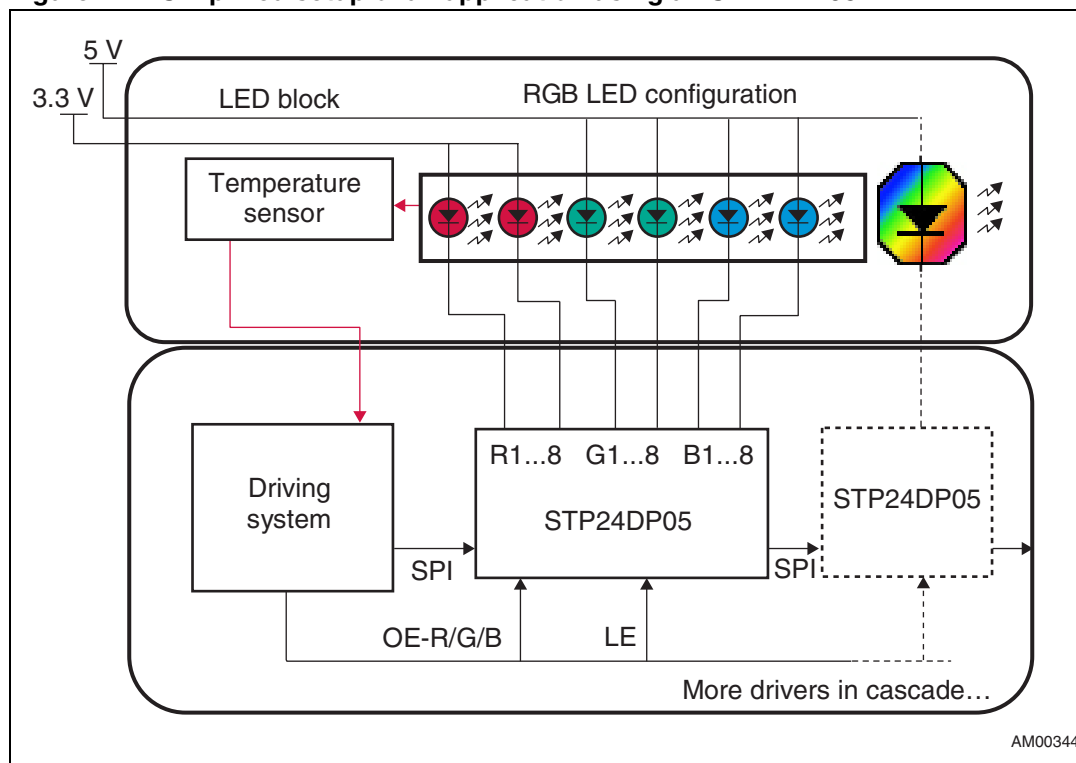 5 V
3.3 V
LED block
RGB LED configuration
Temperature
sensor
R1...8 G1...8 B1...8
Driving
system
STP24DP05
STP24DP05
SPI
SPI
OE-R/G/B
LE
More drivers in cascade...
AM00344